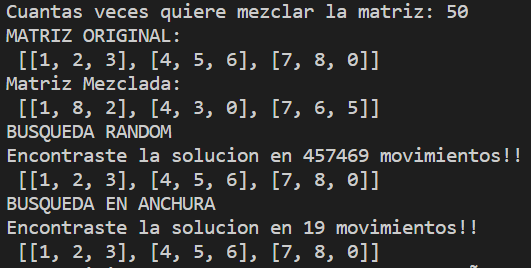 Cuantas veces quiere mezclar la matriz: 50
MATRIZ ORIGINAL:
[[1, 2, 3], [4, 5, 6], [7, 8, 0]]
Matriz Mezclada:
[[1, 8, 2], [4, 3, 0], [7, 6, 5]]
BUSQUEDA RANDOM
Encontraste la solucion en 457469 movimientos!!
[[1, 2, 3], [4, 5, 6], [7, 8, 0]]
BUSQUEDA EN ANCHURA
Encontraste la solucion en 19 movimientos!!
[[1, 2, 3], [4, 5, 6], [7, 8, 0]]